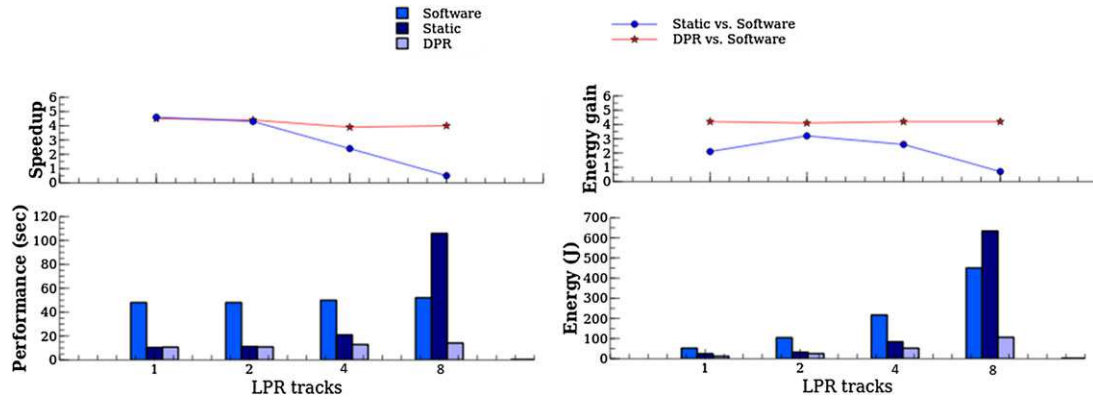 Software
Static
DPR
Static vs. Software
DPR vs. Software
Speedup
6
5
4
3
2
1
0
Energy gain
6
5
4
3
2
1
0
Performance (sec)
120
100
80
60
40
20
0
1 2 4 8
LPR tracks
Energy (J)
700
600
500
400
300
200
100
0
1 2 4 8
LPR tracks